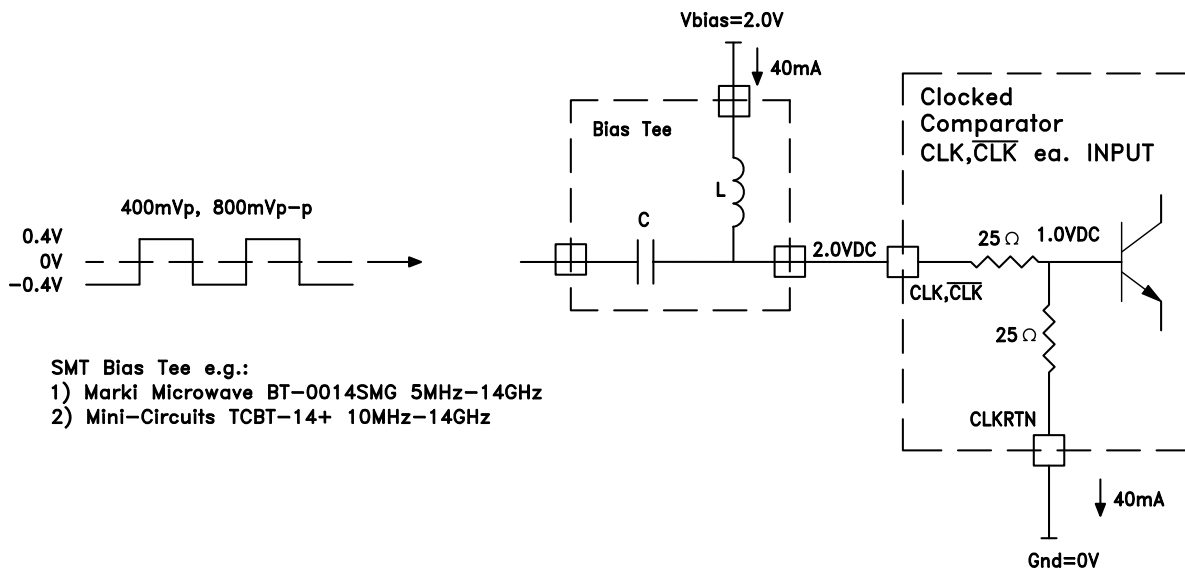 Vbias=2.0V
40mA
Bias Tee
L
C
Clocked
Comparator
CLK,C̅L̅K̅ ea. INPUT
400mVp, 800mVp-p
0.4V
0V
-0.4V
2.0VDC
25Ω
1.0VDC
CLK,C̅L̅K̅
25Ω
SMT Bias Tee e.g.:
1) Marki Microwave BT-0014SMG 5MHz-14GHz
2) Mini-Circuits TCBT-14+ 10MHz-14GHz
CLKRTN
40mA
Gnd=0V